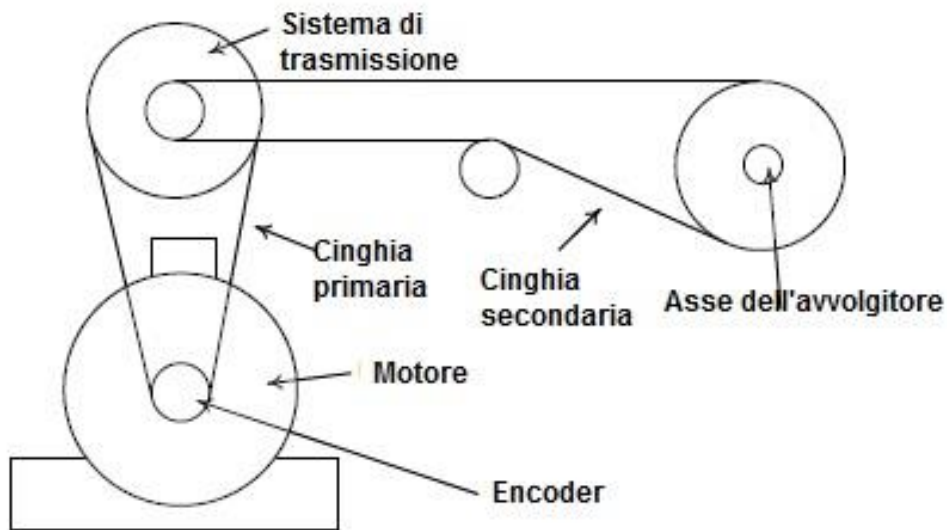 Sistema di
trasmissione
Cinghia
primaria
Cinghia
secondaria
Asse dell'avvolgitore
Motore
Encoder